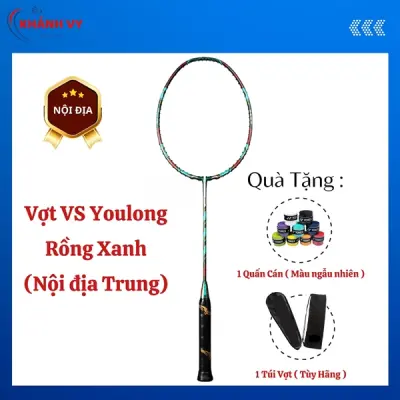 KHÁNH VY
NỘI ĐỊA
Vợt VS Youlong
Rồng Xanh
(Nội địa Trung)
Quà Tặng :
1 Quấn Cán ( Màu ngẫu nhiên )
1 Túi Vợt ( Tùy Hãng )